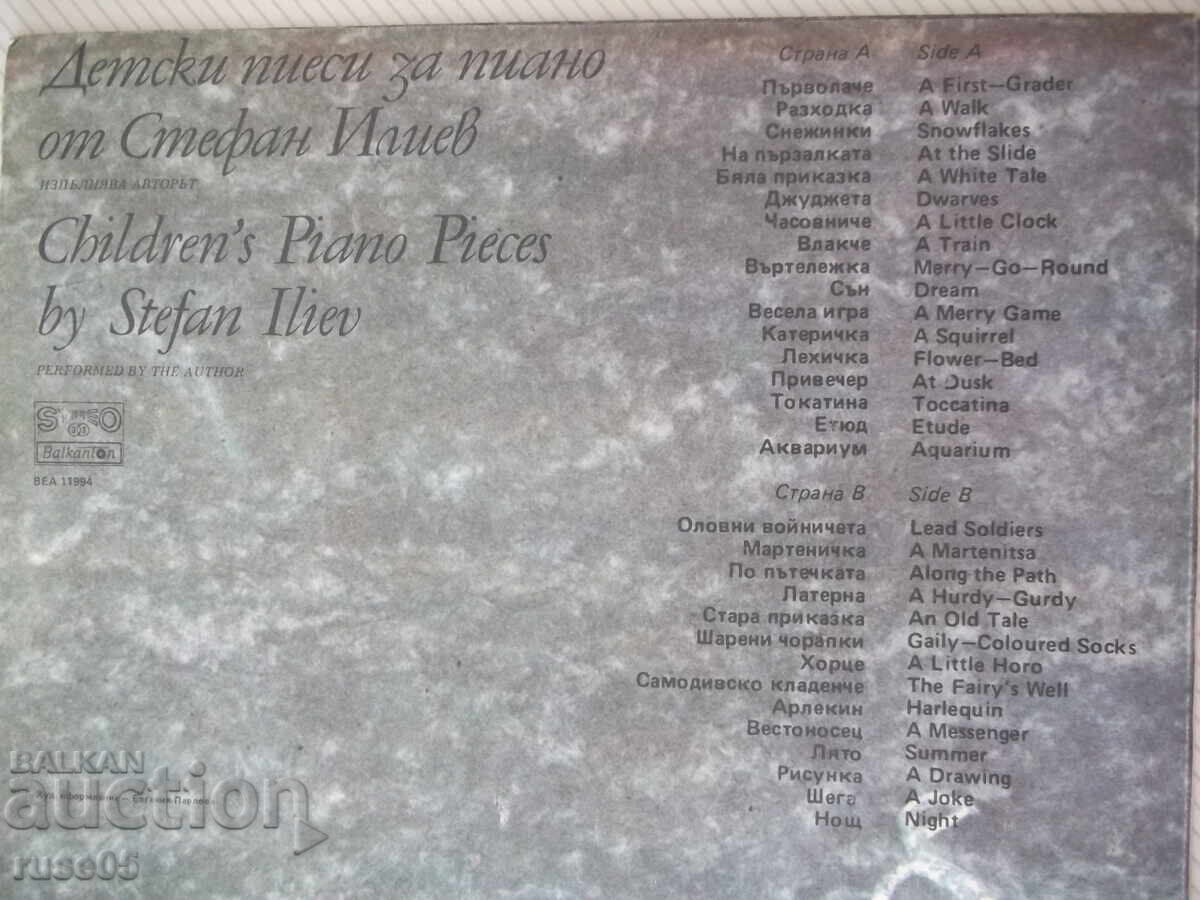 Детски пиеси за пиано
от Стефан Илиев
ИЗПЪЛНЯВА АВТОРЪТ
Children's Piano Pieces
by Stefan Iliev
PERFORMED BY THE AUTHOR
STEREO
33
Balkanton
ВЕА 11994
Страна А Side A
Първолаче A First—Grader
Разходка A Walk
Снежинки Snowflakes
На пързалката At the Slide
Бяла приказка A White Tale
Джуджета Dwarves
Часовниче A Little Clock
Влакче A Train
Въртележка Merry—Go—Round
Сън Dream
Весела игра A Merry Game
Катеричка A Squirrel
Лехичка Flower—Bed
Привечер At Dusk
Токатина Toccatina
Етюд Etude
Аквариум Aquarium
Страна В Side B
Оловни войничета Lead Soldiers
Мартеничка A Martenitsa
По пътечката Along the Path
Латерна A Hurdy—Gurdy
Стара приказка An Old Tale
Шарени чорапки Gaily—Coloured Socks
Хорце A Little Horo
Самодивско кладенче The Fairy's Well
Арлекин Harlequin
Вестоносец A Messenger
Лято Summer
Рисунка A Drawing
Шега A Joke
Нощ Night
BALKAN
auction
ruse05